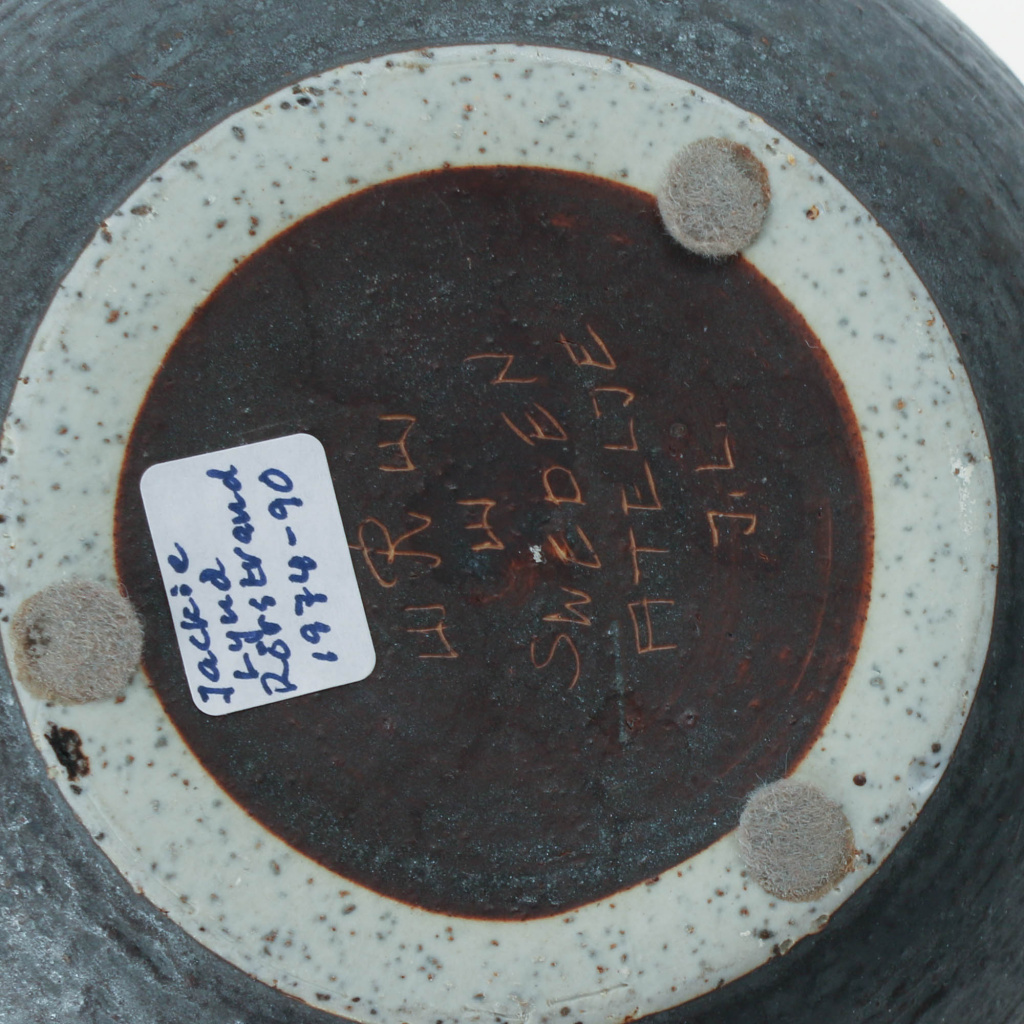 Jackie
Lynd
Rörstrand
1974-90
R
SWEDEN
ATELJE
J.L.